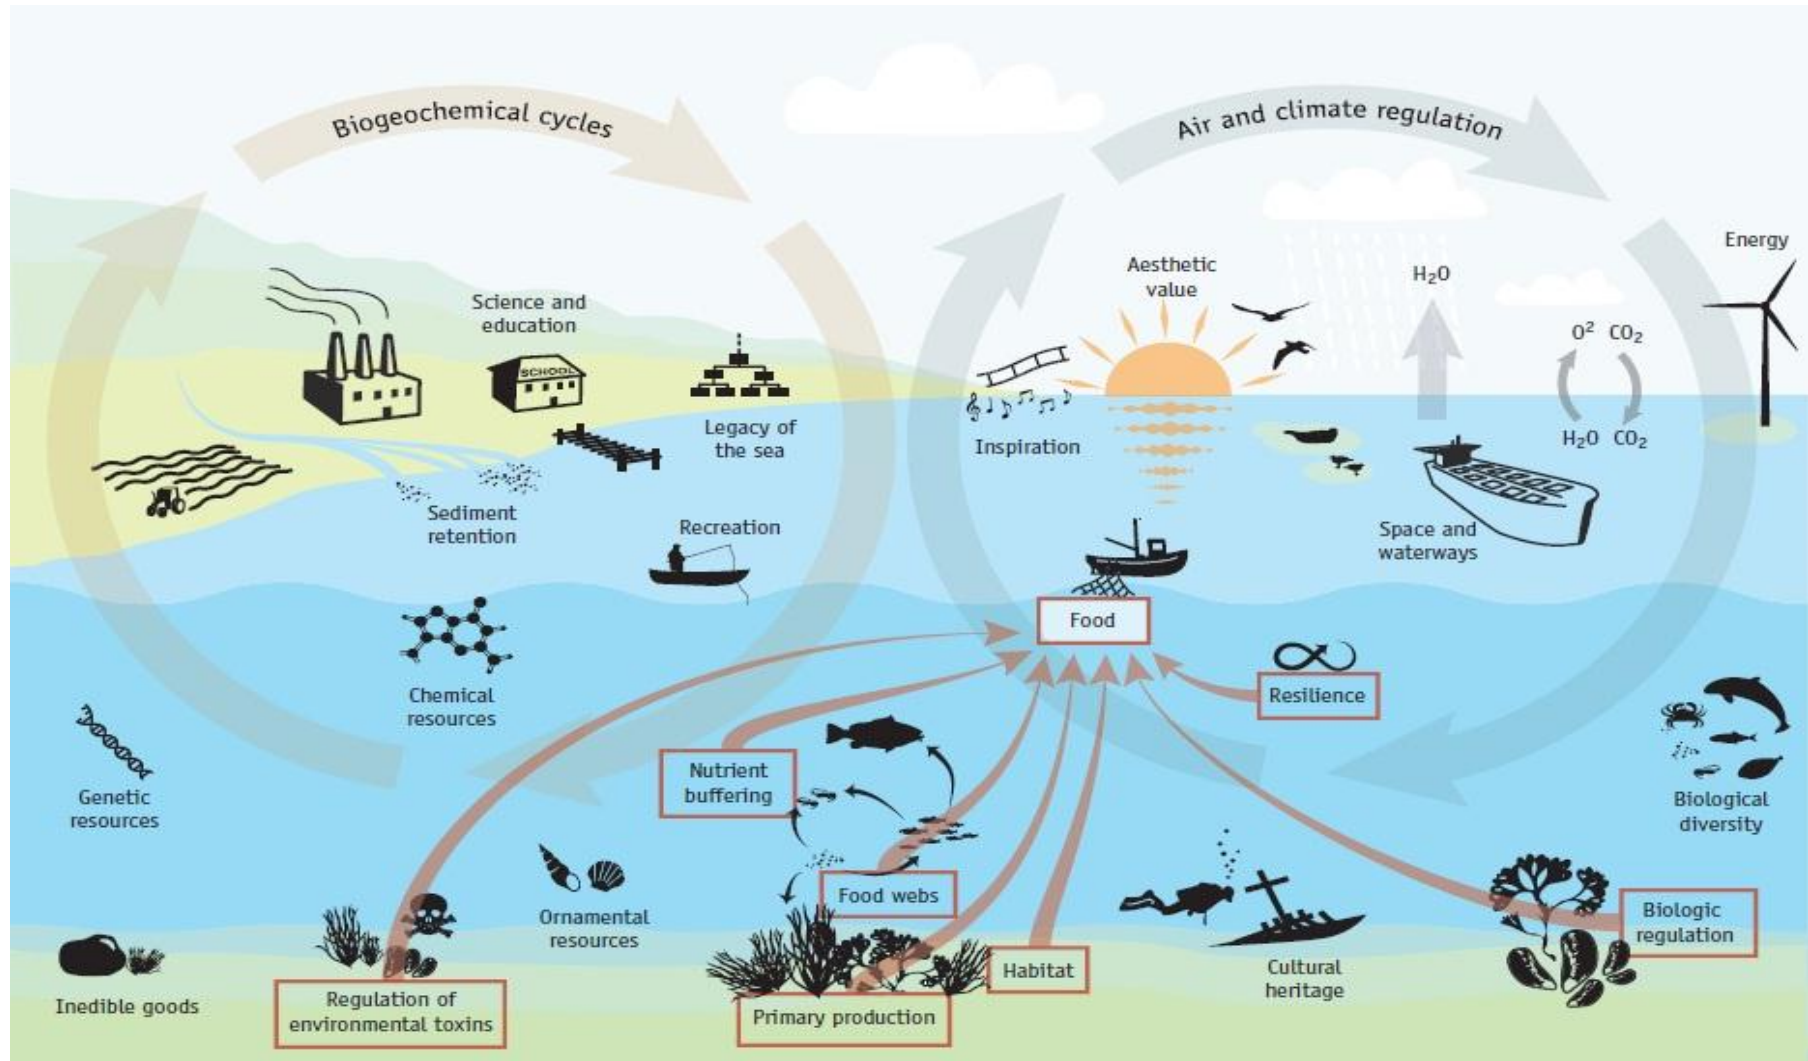 Biogeochemical cycles
Air and climate regulation
Energy
Aesthetic
value
H₂O
Science and
education
O² CO₂
SCHOOL
Legacy of
the sea
Inspiration
H₂O CO₂
Sediment
retention
Recreation
Space and
waterways
Food
Resilience
Chemical
resources
Nutrient
buffering
Genetic
resources
Biological
diversity
Food webs
Ornamental
resources
Biologic
regulation
Habitat
Cultural
heritage
Inedible goods
Regulation of
environmental toxins
Primary production